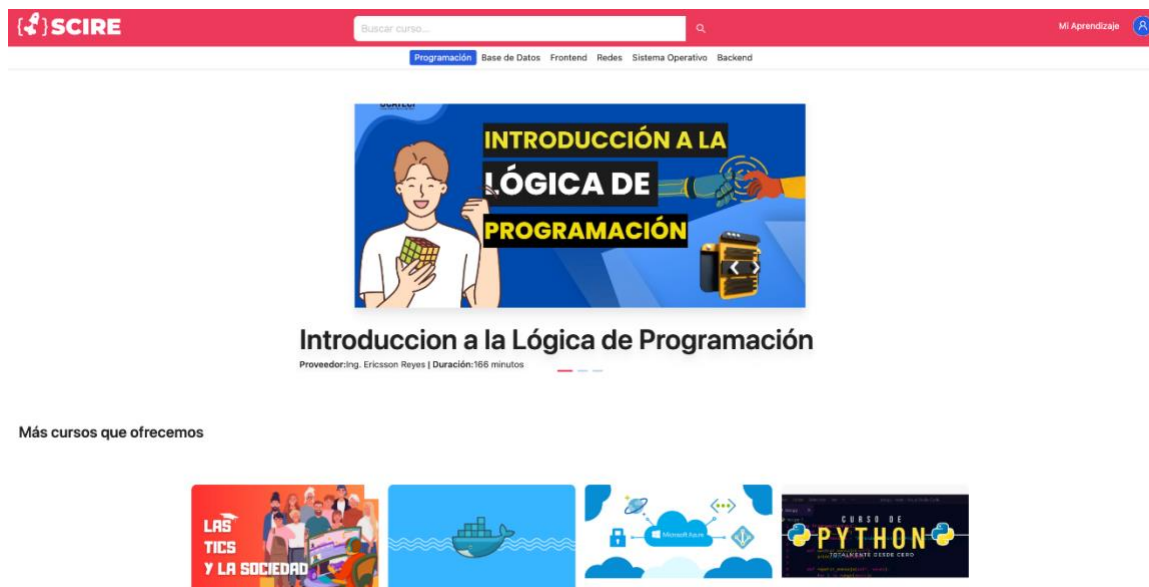 { }SCIRE
Buscar curso...
Mi Aprendizaje
Programación Base de Datos Frontend Redes Sistema Operativo Backend
UCATECI
INTRODUCCIÓN A LA
LÓGICA DE
PROGRAMACIÓN
Introduccion a la Lógica de Programación
Proveedor:Ing. Ericsson Reyes | Duración:166 minutos
Más cursos que ofrecemos
LAS
TICS
Y LA SOCIEDAD
Microsoft Azure
CURSO DE
PYTHON
TOTALMENTE DESDE CERO